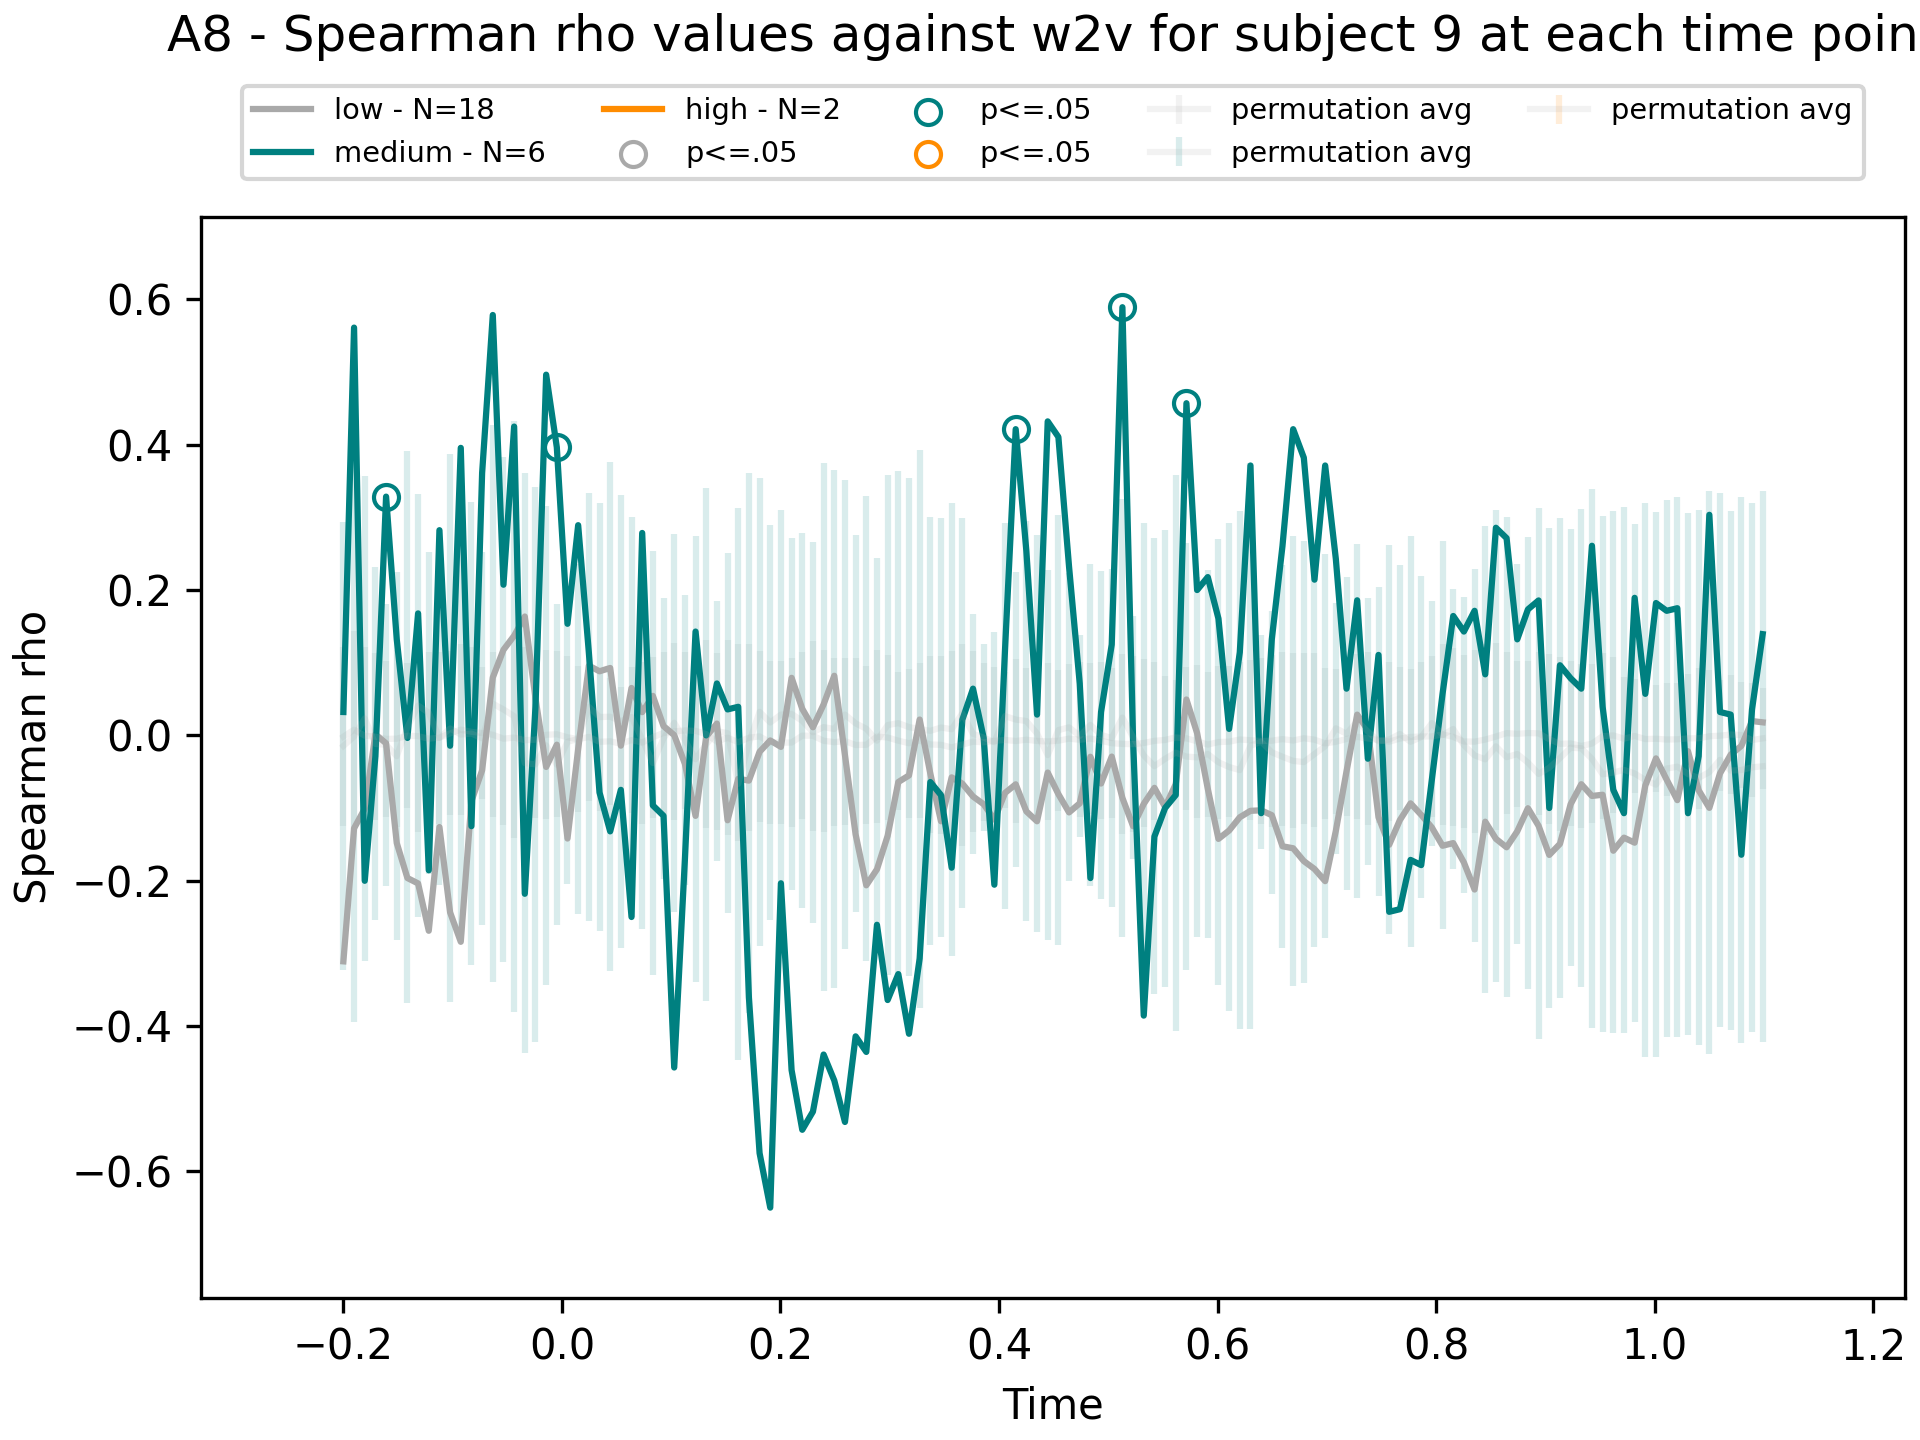 A8 - Spearman rho values against w2v for subject 9 at each time poin
low - N=18
medium - N=6
high - N=2
p<=.05
p<=.05
p<=.05
permutation avg
permutation avg
permutation avg
Spearman rho
0.6
0.4
0.2
0.0
−0.2
−0.4
−0.6
−0.2
0.0
0.2
0.4
0.6
0.8
1.0
1.2
Time